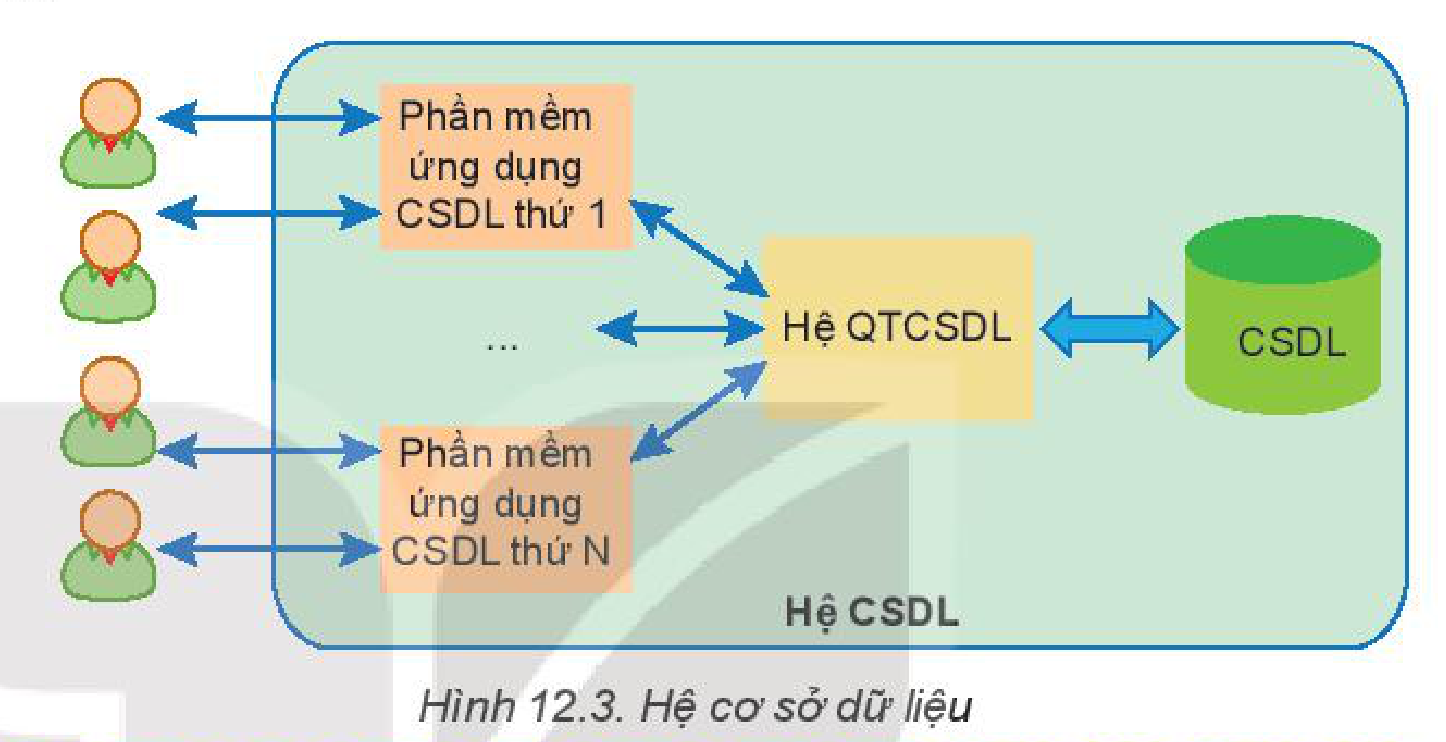 Phần mềm
ứng dụng
CSDL thứ 1
...
Hệ QTCSDL
CSDL
Phần mềm
ứng dụng
CSDL thứ N
Hệ CSDL
Hình 12.3. Hệ cơ sở dữ liệu